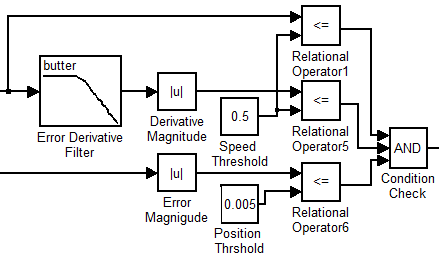 <=
Relational
Operator1
butter
Error Derivative
Filter
|u|
Derivative
Magnitude
0.5
Speed
Threshold
<=
Relational
Operator5
AND
Condition
Check
|u|
Error
Magnigude
0.005
Position
Thrshold
<=
Relational
Operator6